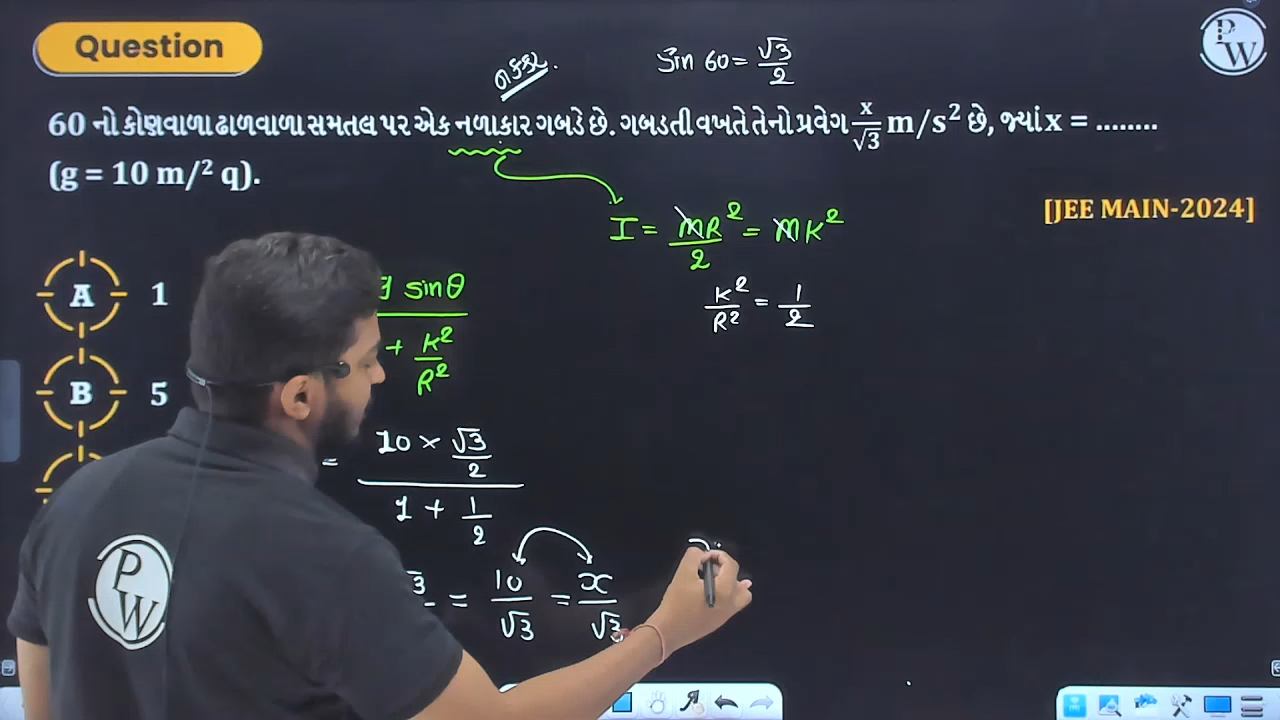 Question
નક્કર.
sin 60 = √3/2
PW
60 નો કોણવાળા ઢાળવાળા સમતલ પર એક નળાકાર ગબડે છે. ગબડતી વખતે તેનો પ્રવેગ x/√3 m/s² છે, જ્યાં x = ........
(g = 10 m/² q).
[JEE MAIN-2024]
I = mR²/2 = mK²
K²/R² = 1/2
A 1
B 5
g sinθ
+ K²/R²
= 10 × √3/2
1 + 1/2
= 10/√3 = x/√3
PW